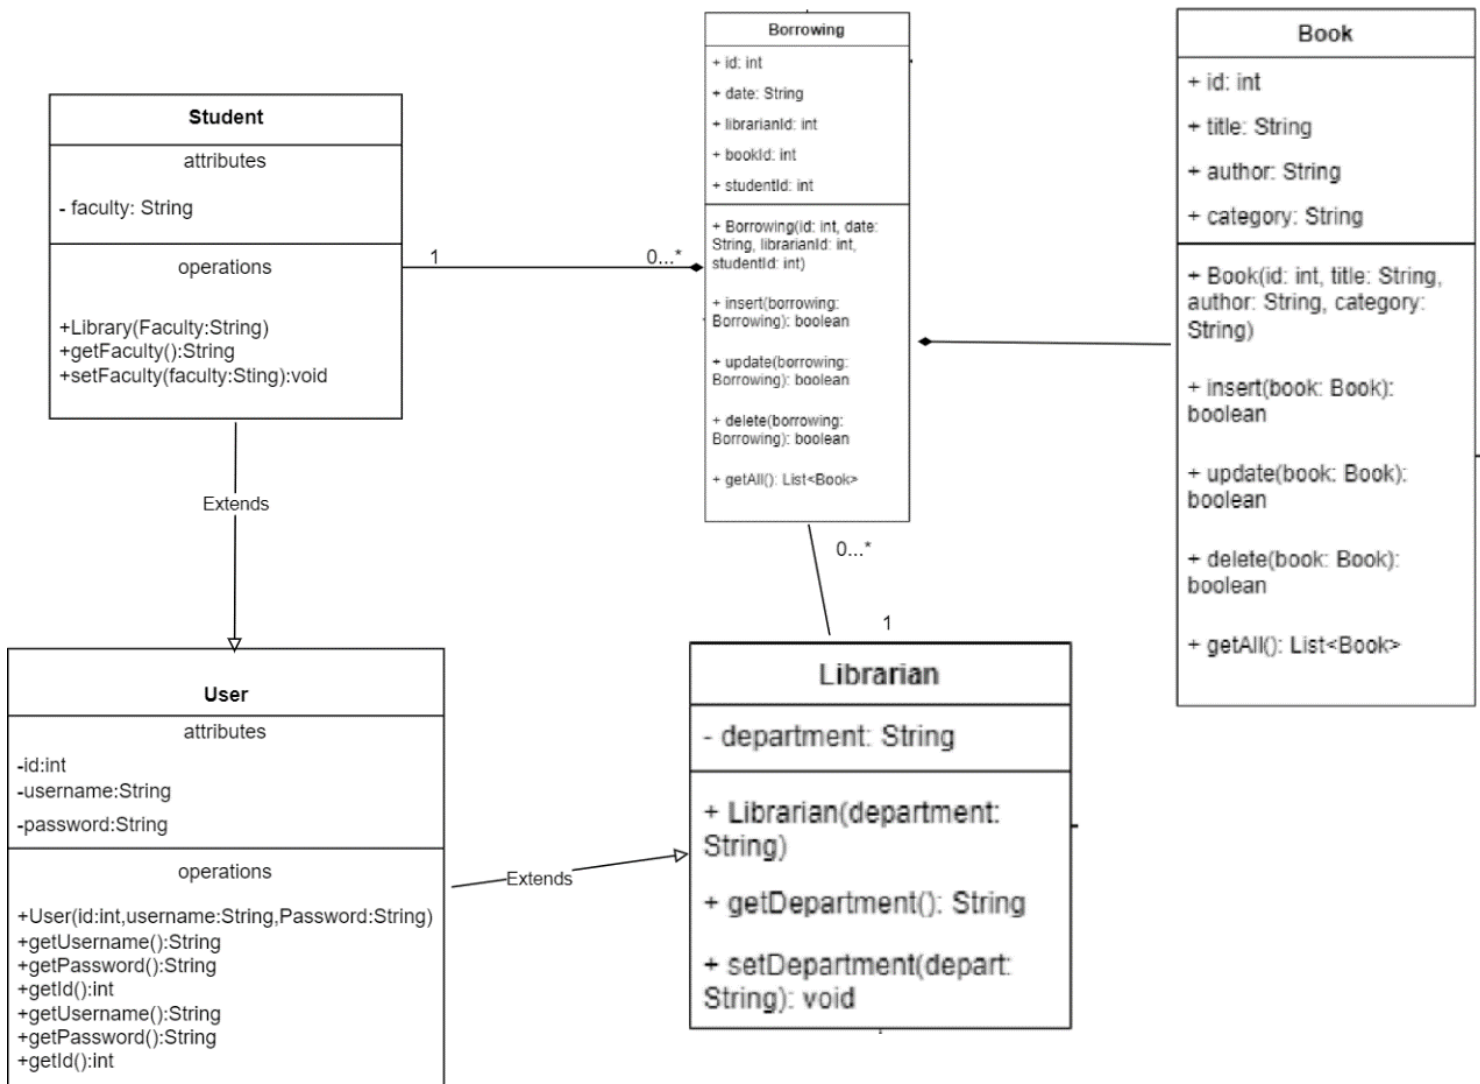 Student
attributes
- faculty: String
operations
+Library(Faculty:String)
+getFaculty():String
+setFaculty(faculty:Sting):void
1
0...*
Extends
Borrowing
+ id: int
+ date: String
+ librarianId: int
+ bookId: int
+ studentId: int
+ Borrowing(id: int, date:
String, librarianId: int,
studentId: int)
+ insert(borrowing:
Borrowing): boolean
+ update(borrowing:
Borrowing): boolean
+ delete(borrowing:
Borrowing): boolean
+ getAll(): List<Book>
0...*
1
Book
+ id: int
+ title: String
+ author: String
+ category: String
+ Book(id: int, title: String,
author: String, category:
String)
+ insert(book: Book):
boolean
+ update(book: Book):
boolean
+ delete(book: Book):
boolean
+ getAll(): List<Book>
User
attributes
-id:int
-username:String
-password:String
operations
+User(id:int,username:String,Password:String)
+getUsername():String
+getPassword():String
+getId():int
+getUsername():String
+getPassword():String
+getId():int
Extends
Librarian
- department: String
+ Librarian(department:
String)
+ getDepartment(): String
+ setDepartment(depart:
String): void